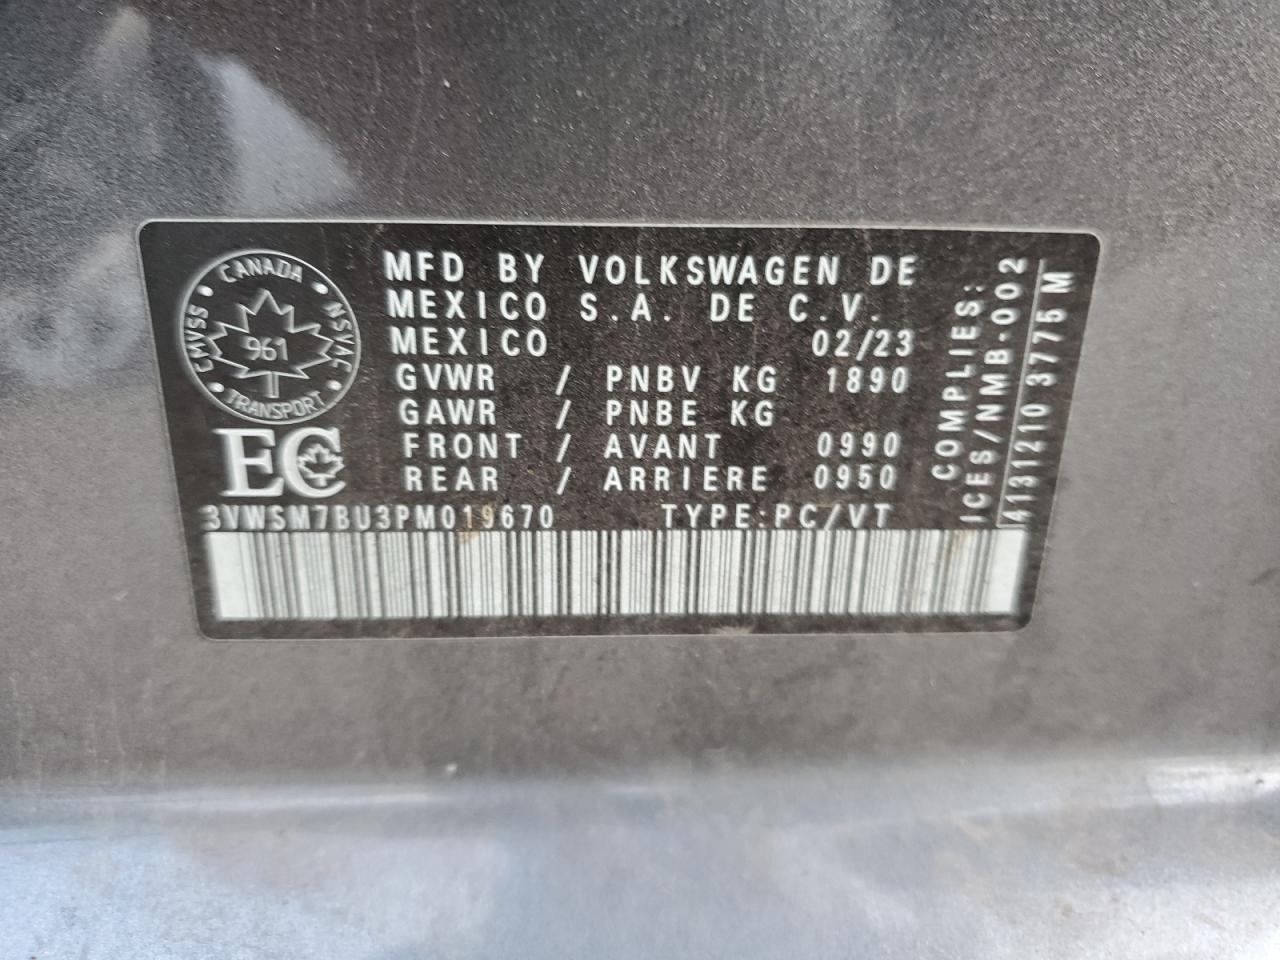 CANADA
CMVSS • NSVAC
961
TRANSPORT
EC
MFD BY VOLKSWAGEN DE
MEXICO S.A. DE C.V.
MEXICO 02/23
GVWR / PNBV KG 1890
GAWR / PNBE KG
FRONT / AVANT 0990
REAR / ARRIERE 0950
3VWSM7BU3PM019670 TYPE:PC/VT
COMPLIES:
ICES/NMB-002
4131210 3775 M